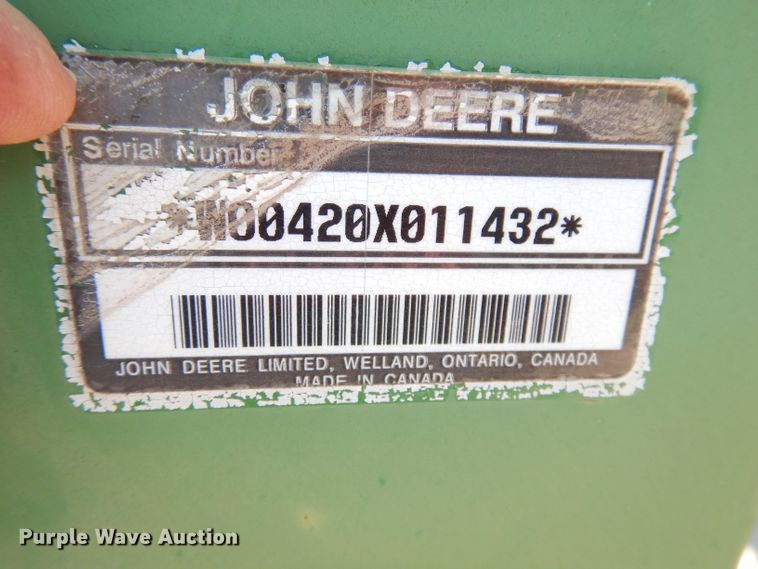 JOHN DEERE
Serial Number
*W00420X011432*
JOHN DEERE LIMITED, WELLAND, ONTARIO, CANADA
MADE IN CANADA
Purple Wave Auction